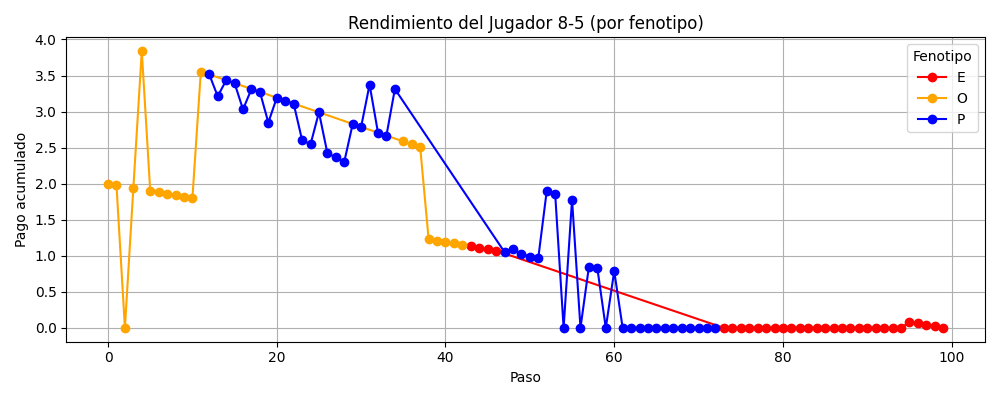 Rendimiento del Jugador 8-5 (por fenotipo)
Pago acumulado
4.0
3.5
3.0
2.5
2.0
1.5
1.0
0.5
0.0
Fenotipo
E
O
P
0
20
40
60
80
100
Paso